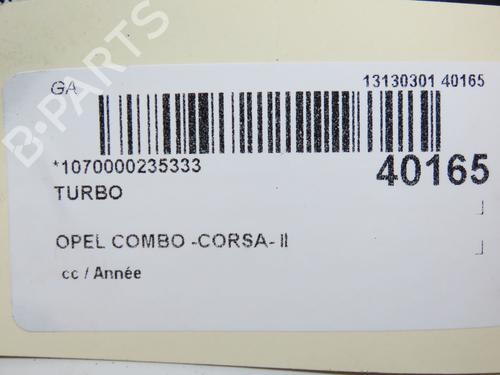 GA
13130301 40165
*1070000235333
40165
TURBO
OPEL COMBO -CORSA- II
cc / Année
B-PARTS